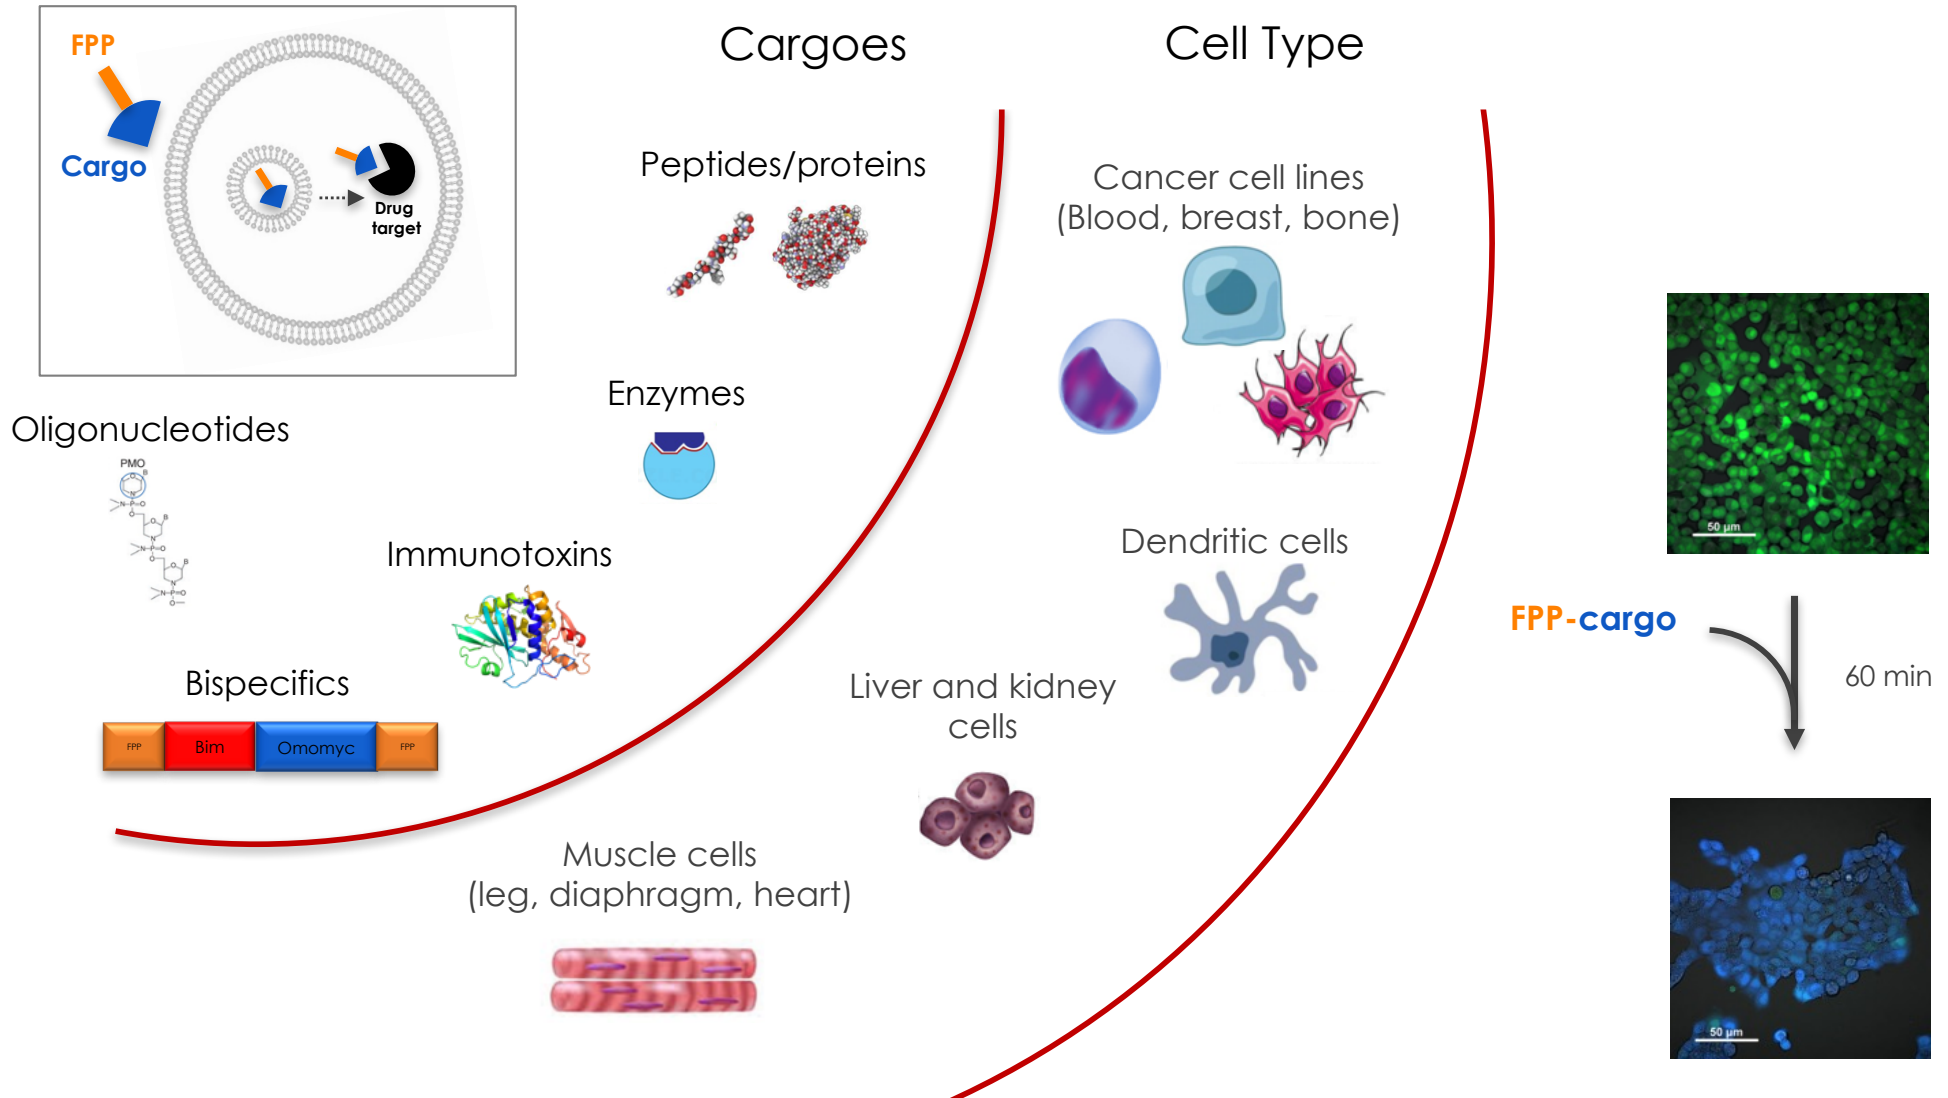 FPP
Cargo
Drug
target
Cargoes
Cell Type
Peptides/proteins
Cancer cell lines
(Blood, breast, bone)
Enzymes
Oligonucleotides
PMO
B
O
N
N-P=O
O
O
B
N
N-P=O
O
O
B
N
N-P=O
O
Immunotoxins
50 µm
Dendritic cells
FPP-cargo
60 min
Bispecifics
FPP
Bim
Omomyc
FPP
Liver and kidney
cells
Muscle cells
(leg, diaphragm, heart)
50 µm